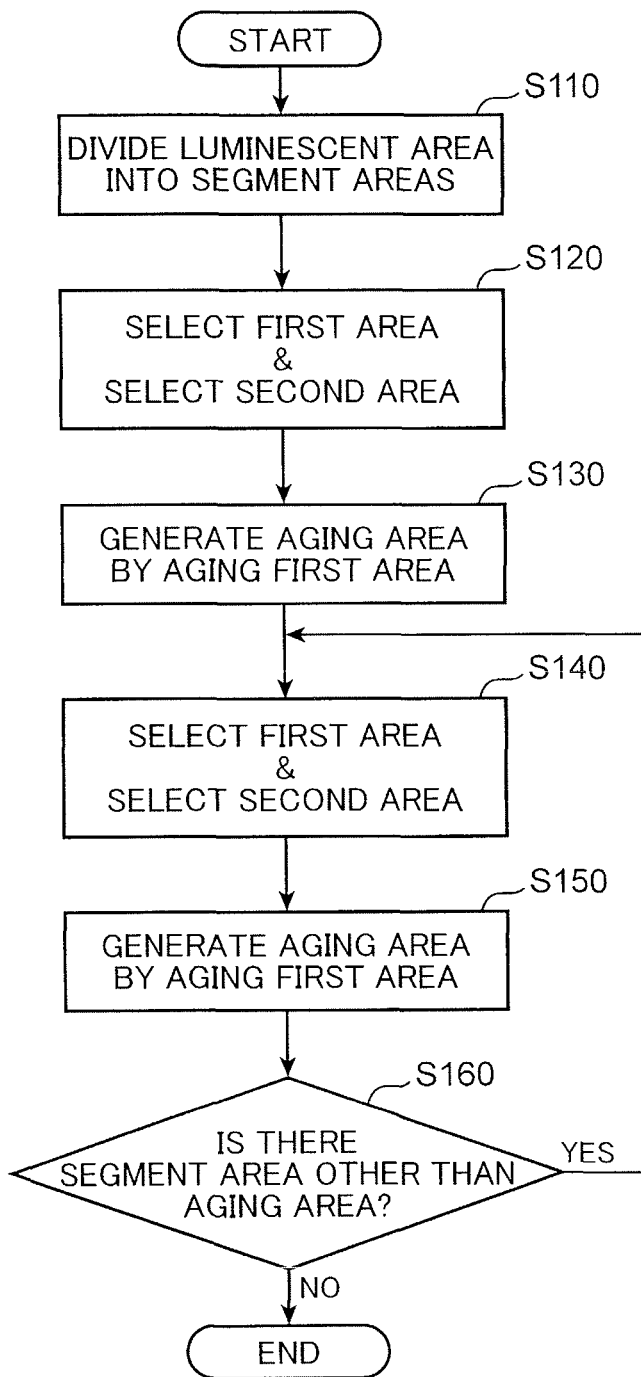 START
S110
DIVIDE LUMINESCENT AREA
INTO SEGMENT AREAS
S120
SELECT FIRST AREA
&
SELECT SECOND AREA
S130
GENERATE AGING AREA
BY AGING FIRST AREA
S140
SELECT FIRST AREA
&
SELECT SECOND AREA
S150
GENERATE AGING AREA
BY AGING FIRST AREA
S160
IS THERE
SEGMENT AREA OTHER THAN
AGING AREA?
YES
NO
END